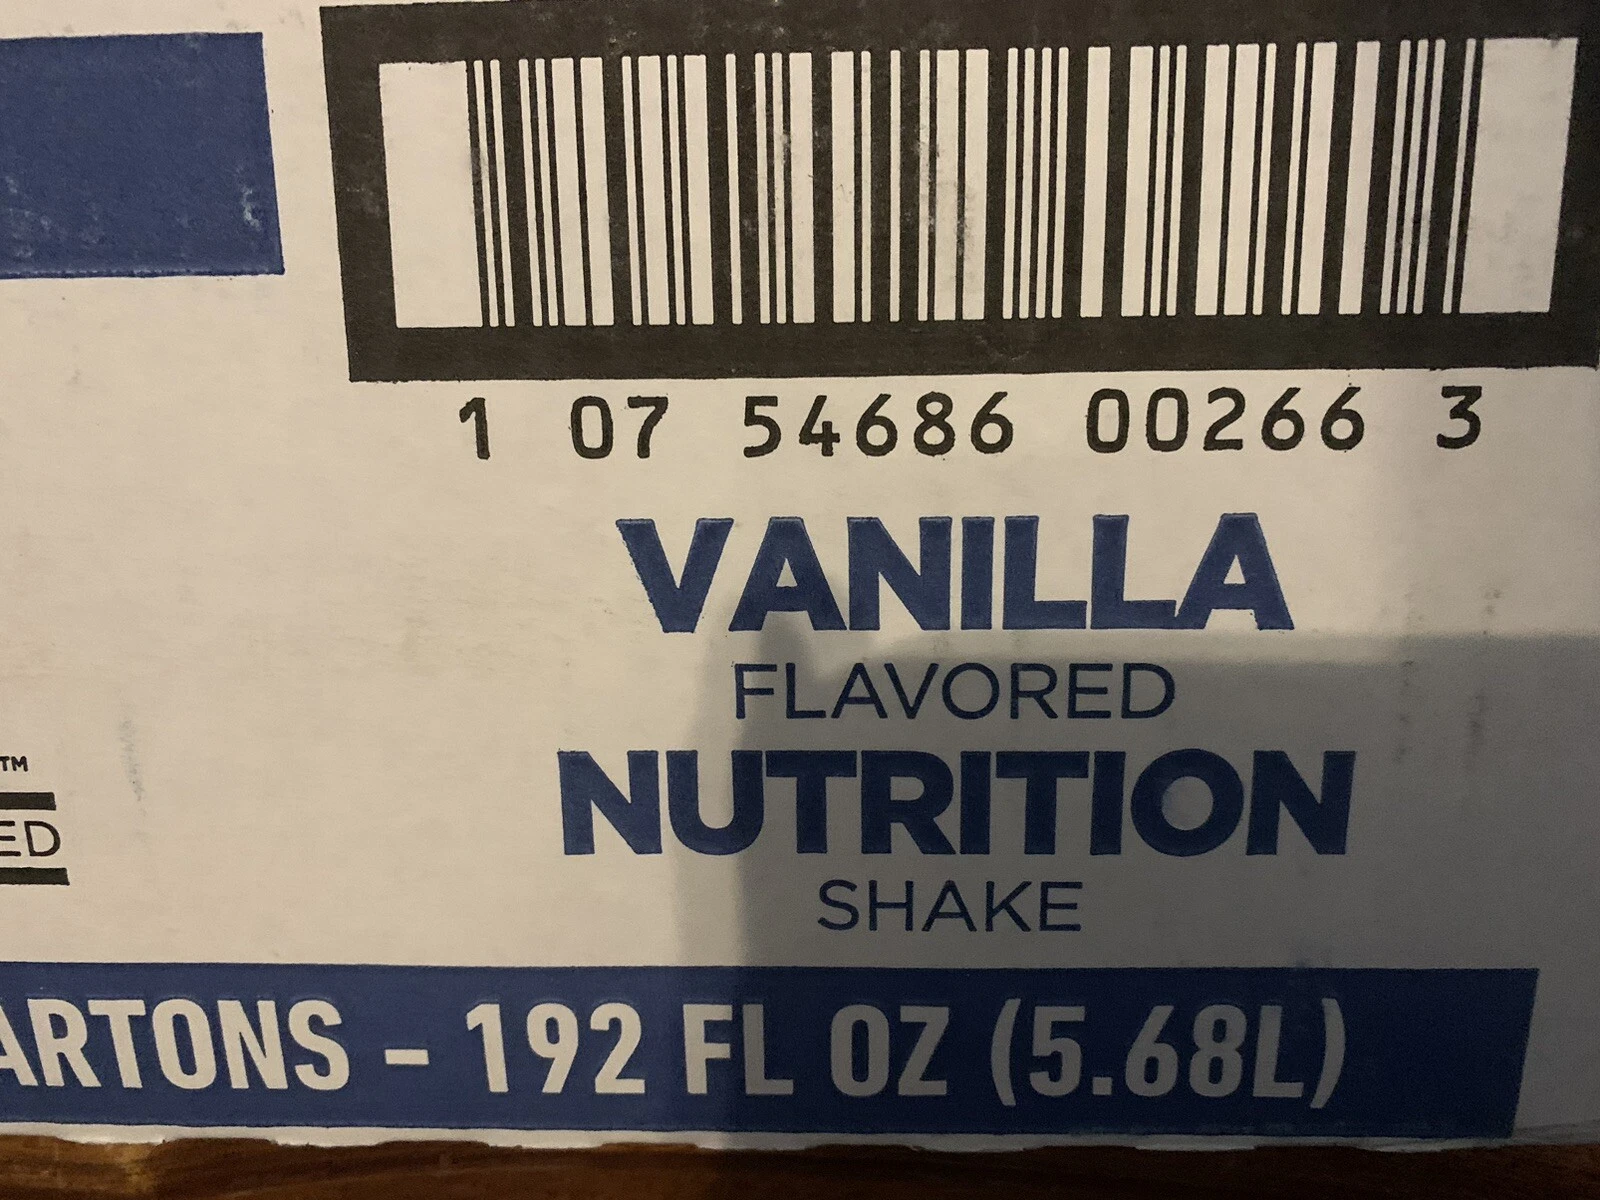 1 07 54686 00266 3
VANILLA
FLAVORED
NUTRITION
SHAKE
™
ED
ARTONS - 192 FL OZ (5.68L)